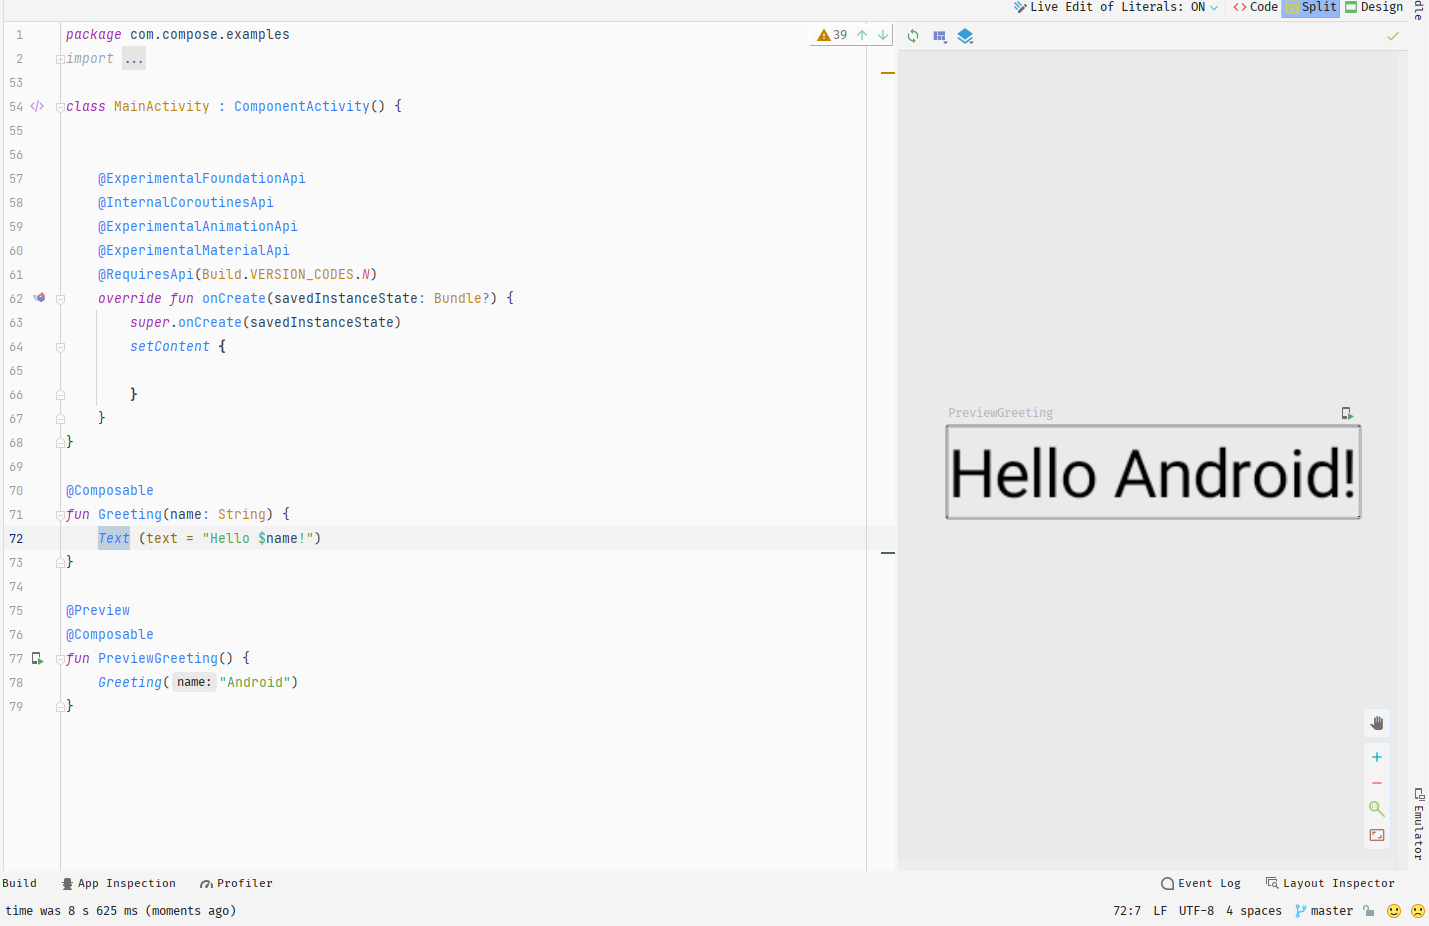 Live Edit of Literals: ON
Code
Split
Design
1 package com.compose.examples
39
2 import ...
53
54 class MainActivity : ComponentActivity() {
55
56
57 @ExperimentalFoundationApi
58 @InternalCoroutinesApi
59 @ExperimentalAnimationApi
60 @ExperimentalMaterialApi
61 @RequiresApi(Build.VERSION_CODES.N)
62 override fun onCreate(savedInstanceState: Bundle?) {
63 super.onCreate(savedInstanceState)
64 setContent {
65
66 }
67 }
68 }
69
70 @Composable
71 fun Greeting(name: String) {
72 Text (text = "Hello $name!")
73 }
74
75 @Preview
76 @Composable
77 fun PreviewGreeting() {
78 Greeting( name: "Android")
79 }
PreviewGreeting
Hello Android!
Emulator
Build
App Inspection
Profiler
Event Log
Layout Inspector
time was 8 s 625 ms (moments ago)
72:7
LF
UTF-8
4 spaces
master